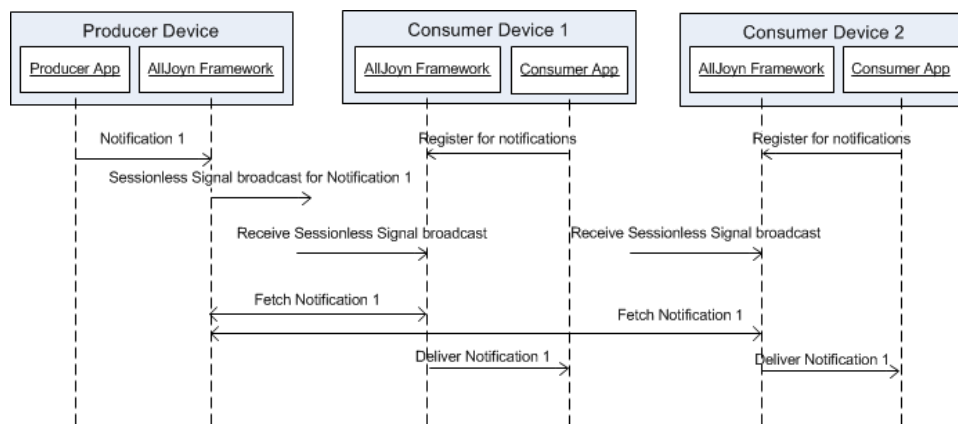 Producer Device
Consumer Device 1
Consumer Device 2
Producer App
AllJoyn Framework
AllJoyn Framework
Consumer App
AllJoyn Framework
Consumer App
Notification 1
Register for notifications
Register for notifications
Sessionless Signal broadcast for Notification 1
Receive Sessionless Signal broadcast
Receive Sessionless Signal broadcast
Fetch Notification 1
Fetch Notification 1
Deliver Notification 1
Deliver Notification 1